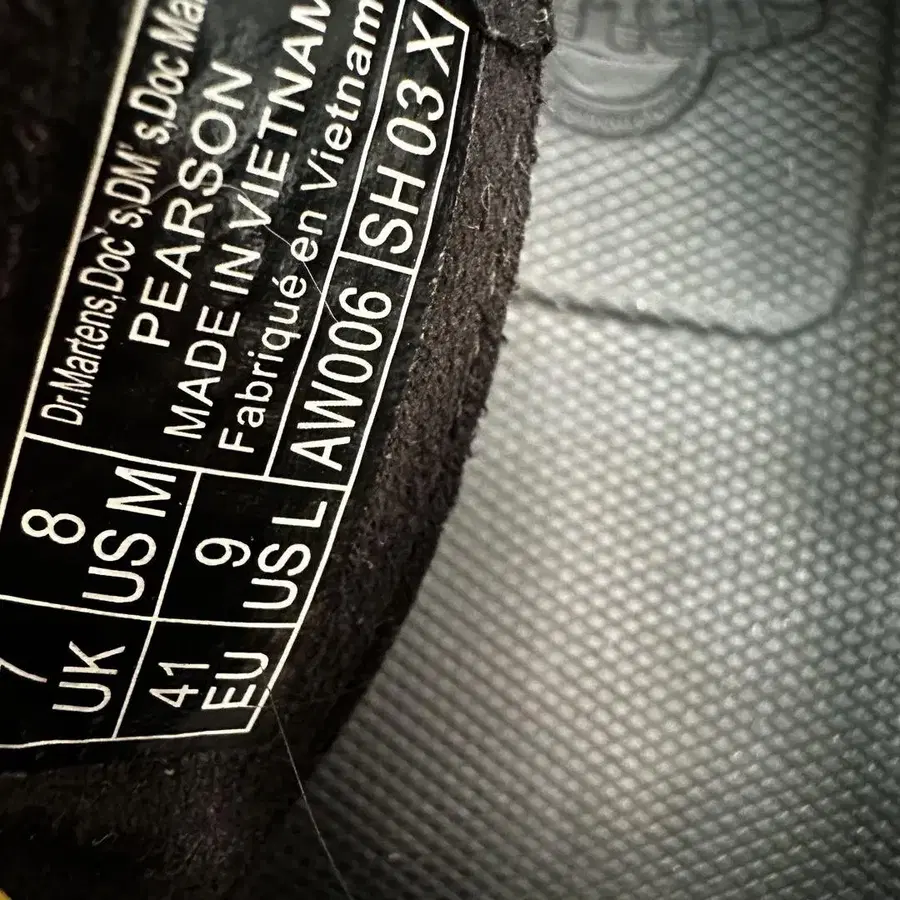 Dr.Martens,Doc's,DM's,Doc Ma
PEARSON
MADE IN VIETNAM
Fabriqué en Vietnam
AW006 SH 03 X
7 UK
8 US M
41 EU
9 US L